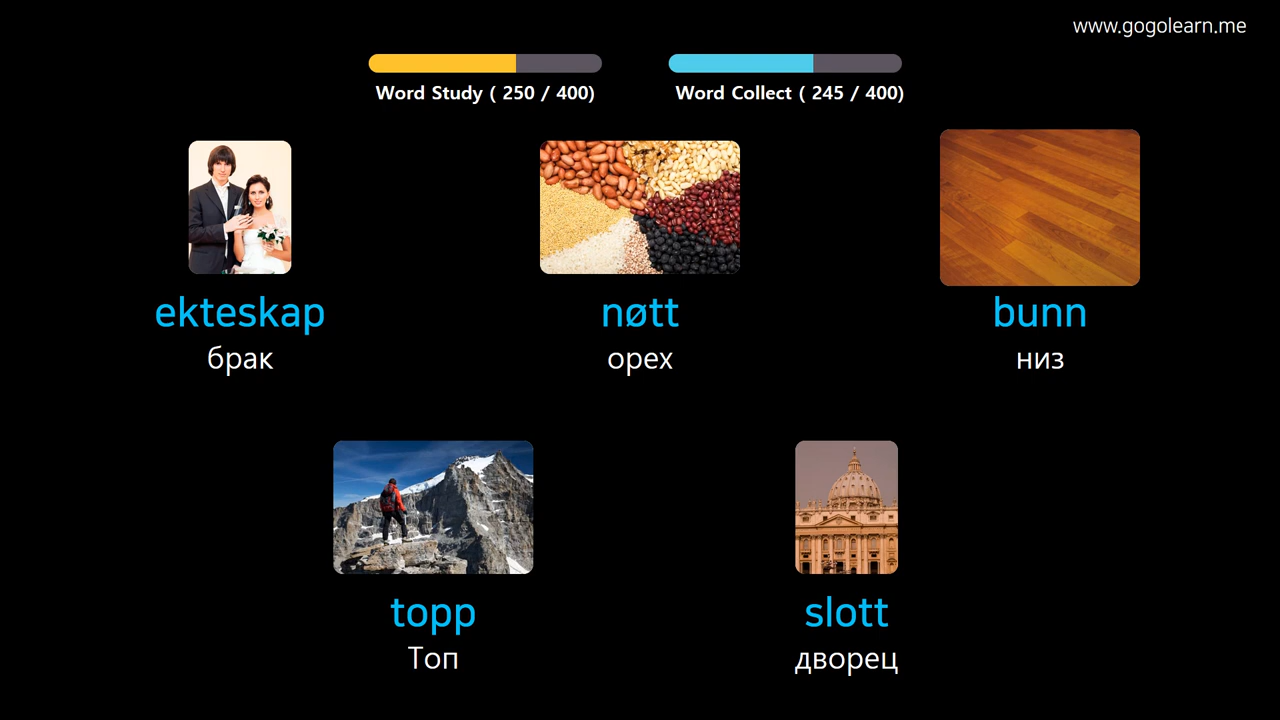 www.gogolearn.me
Word Study ( 250 / 400)
Word Collect ( 245 / 400)
ekteskap
брак
nøtt
орех
bunn
низ
topp
Топ
slott
дворец